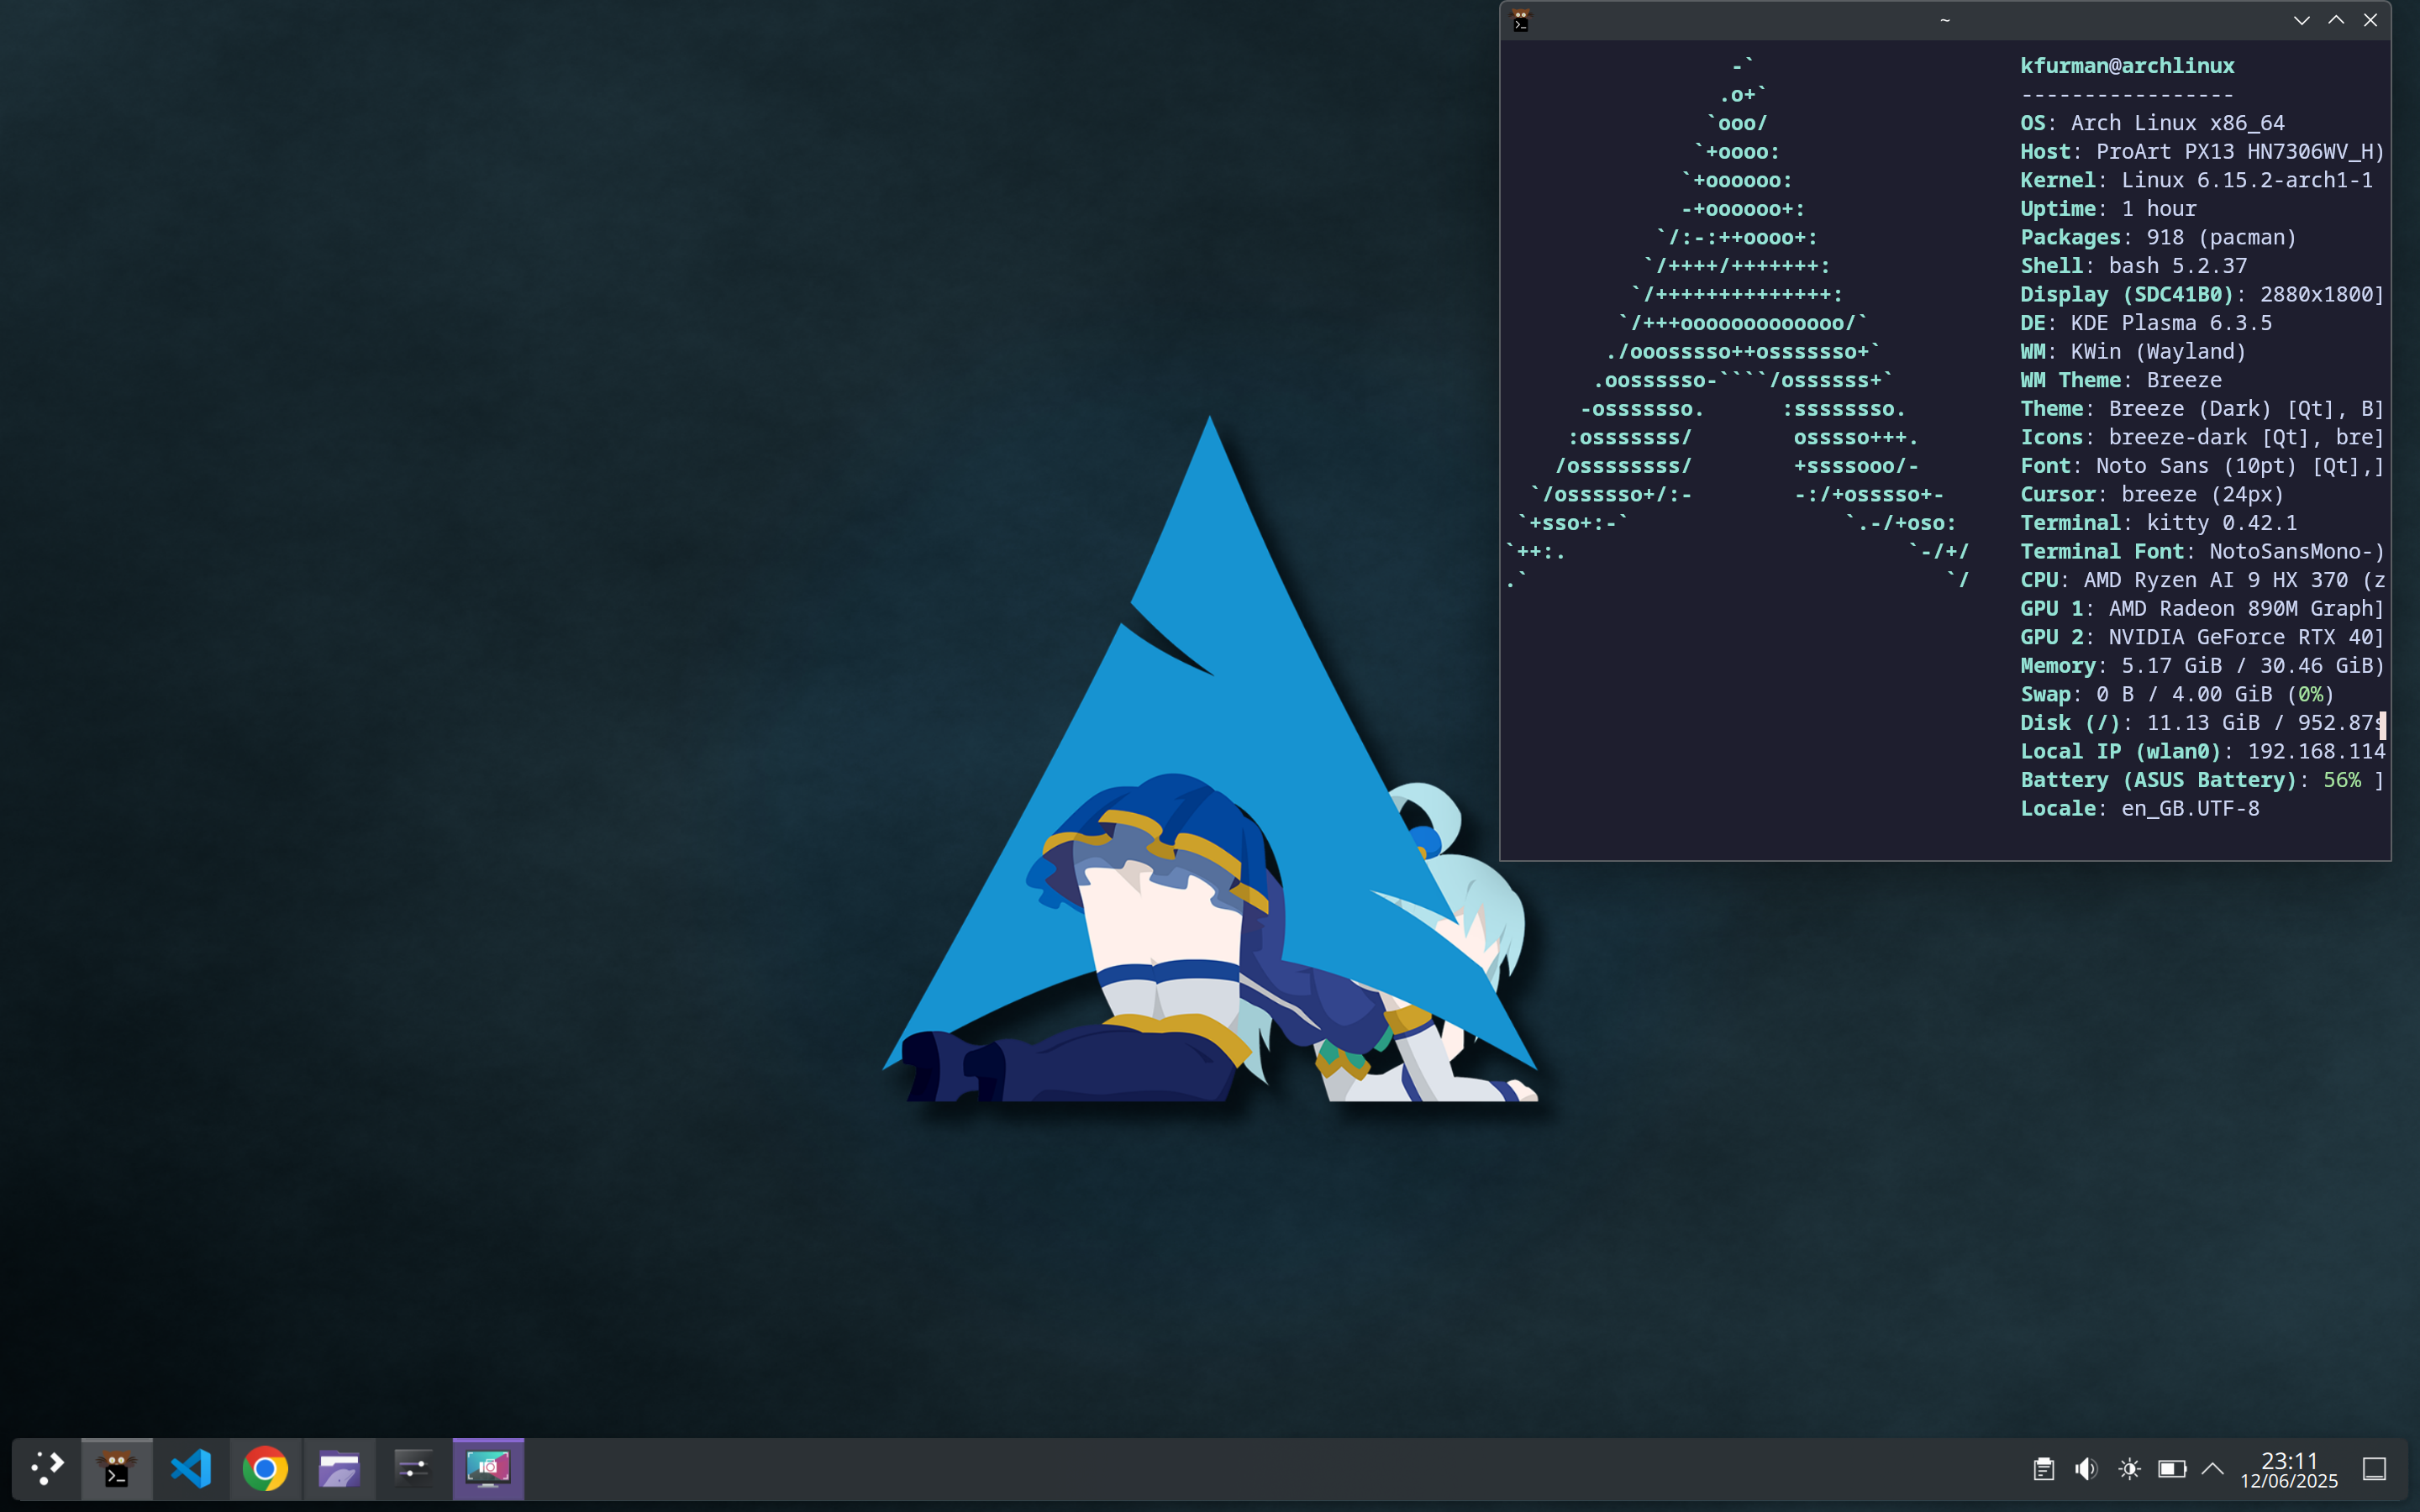 ~
-`
.o+`
`ooo/
`+oooo:
`+oooooo:
-+oooooo+:
`/:-:++oooo+:
`/++++/+++++++:
`/++++++++++++++:
`/+++ooooooooooooo/`
./ooosssso++osssssso+`
.oossssso-````/ossssss+`
-osssssso.      :ssssssso.
:osssssss/        osssso+++.
/ossssssss/        +ssssooo/-
`/ossssso+/:-        -:/+osssso+-
`+sso+:-`                 `.-/+oso:
`++:.                           `-/+/
.`                                 `/
kfurman@archlinux
-----------------
OS: Arch Linux x86_64
Host: ProArt PX13 HN7306WV_H)
Kernel: Linux 6.15.2-arch1-1
Uptime: 1 hour
Packages: 918 (pacman)
Shell: bash 5.2.37
Display (SDC41B0): 2880x1800]
DE: KDE Plasma 6.3.5
WM: KWin (Wayland)
WM Theme: Breeze
Theme: Breeze (Dark) [Qt], B]
Icons: breeze-dark [Qt], bre]
Font: Noto Sans (10pt) [Qt],]
Cursor: breeze (24px)
Terminal: kitty 0.42.1
Terminal Font: NotoSansMono-)
CPU: AMD Ryzen AI 9 HX 370 (z
GPU 1: AMD Radeon 890M Graph]
GPU 2: NVIDIA GeForce RTX 40]
Memory: 5.17 GiB / 30.46 GiB)
Swap: 0 B / 4.00 GiB (0%)
Disk (/): 11.13 GiB / 952.87s
Local IP (wlan0): 192.168.114
Battery (ASUS Battery): 56% ]
Locale: en_GB.UTF-8
23:11
12/06/2025